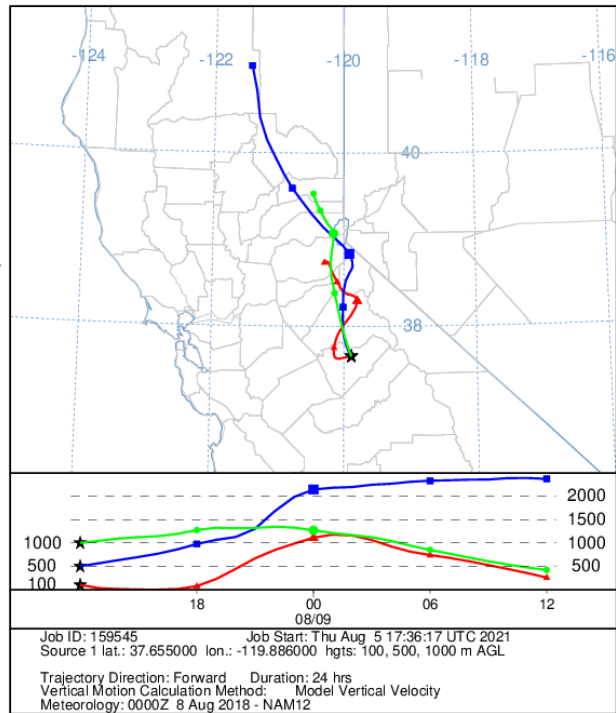 -124 -122 -120 -118 -116
40
38
2000
1500
1000 1000
500 500
100
18 00 06 12
08/09
Job ID: 159545 Job Start: Thu Aug 5 17:36:17 UTC 2021
Source 1 lat.: 37.655000 lon.: -119.886000 hgts: 100, 500, 1000 m AGL
Trajectory Direction: Forward Duration: 24 hrs
Vertical Motion Calculation Method: Model Vertical Velocity
Meteorology: 0000Z 8 Aug 2018 - NAM12